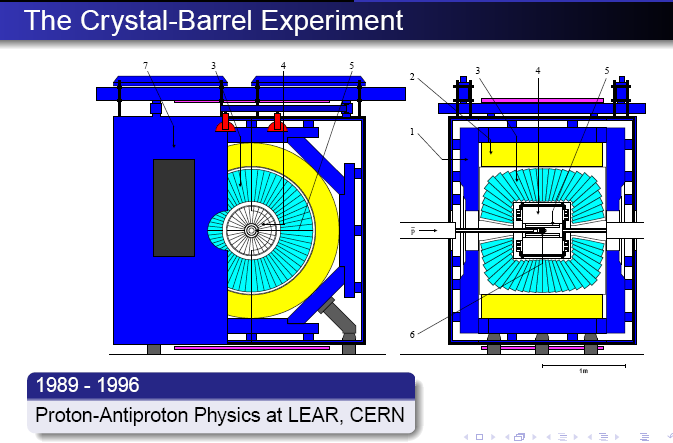 The Crystal-Barrel Experiment
7 3 4 5
2 3 4 5
1
p̅
6
1m
1989 - 1996
Proton-Antiproton Physics at LEAR, CERN